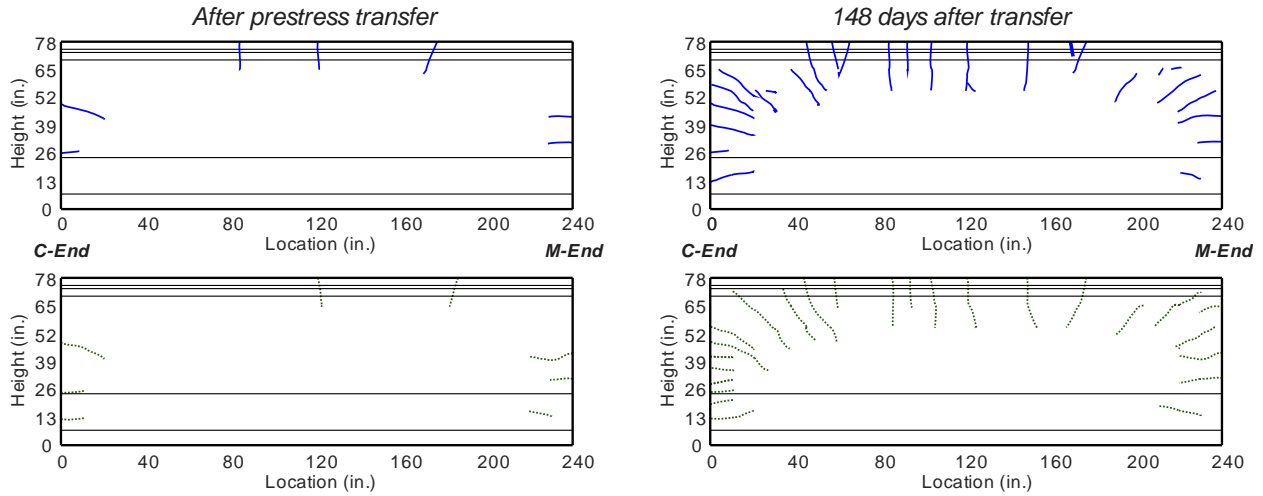 After prestress transfer
148 days after transfer
Height (in.)
78
65
52
39
26
13
0
0 40 80 120 160 200 240
Location (in.)
Height (in.)
78
65
52
39
26
13
0
0 40 80 120 160 200 240
Location (in.)
C-End M-End
C-End M-End
Height (in.)
78
65
52
39
26
13
0
0 40 80 120 160 200 240
Location (in.)
Height (in.)
78
65
52
39
26
13
0
0 40 80 120 160 200 240
Location (in.)